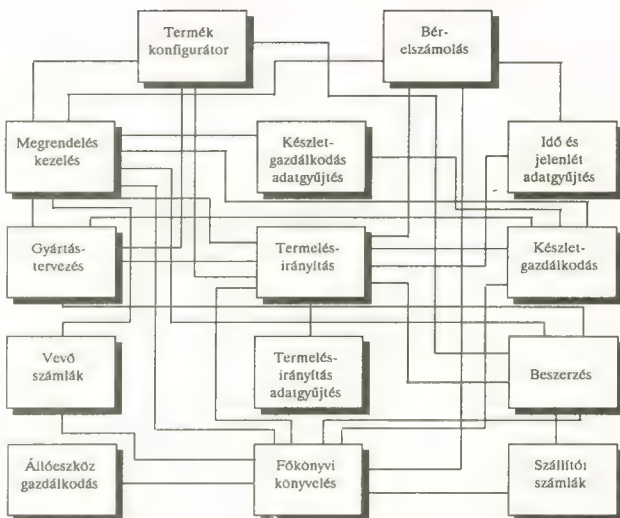 Termék
konfigurátor
Bér-
elszámolás
Megrendelés
kezelés
Készlet-
gazdálkodás
adatgyűjtés
Idő és
jelenlét
adatgyűjtés
Gyártás-
tervezés
Termelés-
irányítás
Készlet-
gazdálkodás
Vevő
számlák
Termelés-
irányítás
adatgyűjtés
Beszerzés
Állóeszköz
gazdálkodás
Főkönyvi
könyvelés
Szállítói
számlák